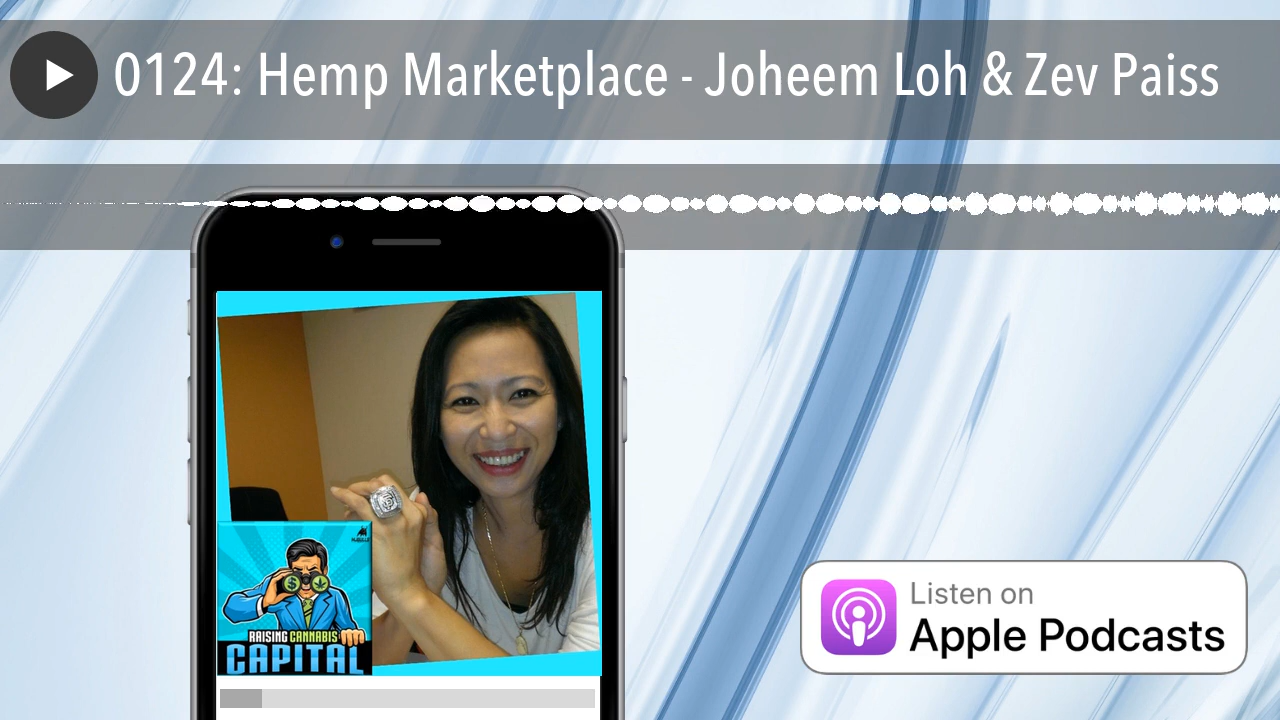 0124: Hemp Marketplace - Joheem Loh & Zev Paiss
$
RAISING CANNABIS
CAPITAL
Listen on
Apple Podcasts